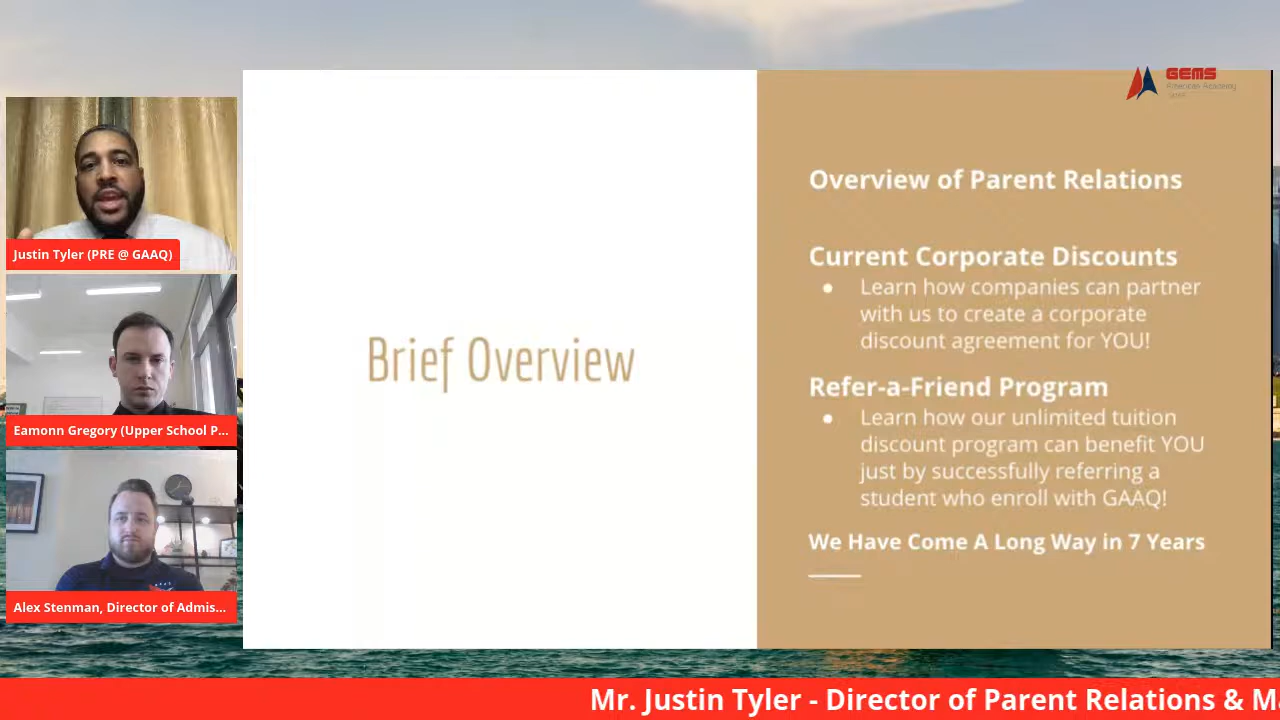 GEMS
American Academy
Justin Tyler (PRE @ GAAQ)
Eamonn Gregory (Upper School P...
Alex Stenman, Director of Admis...
Brief Overview
Overview of Parent Relations
Current Corporate Discounts
● Learn how companies can partner
with us to create a corporate
discount agreement for YOU!
Refer-a-Friend Program
● Learn how our unlimited tuition
discount program can benefit YOU
just by successfully referring a
student who enroll with GAAQ!
We Have Come A Long Way in 7 Years
Mr. Justin Tyler - Director of Parent Relations & M